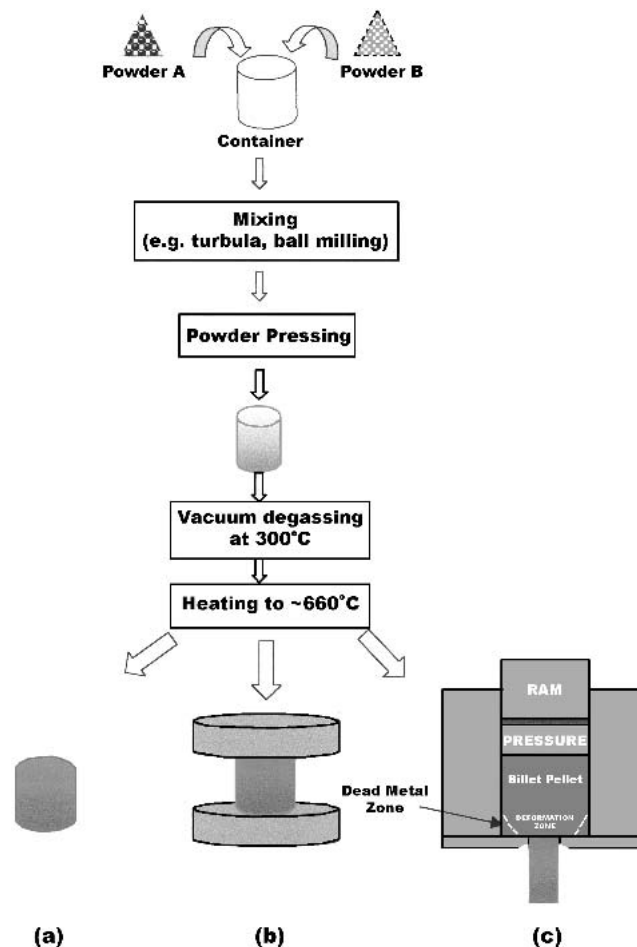 Powder A
Powder B
Container
Mixing
(e.g. turbula, ball milling)
Powder Pressing
Vacuum degassing
at 300°C
Heating to ~660°C
RAM
PRESSURE
Billet Pellet
Dead Metal
Zone
DEFORMATION
ZONE
(a)
(b)
(c)